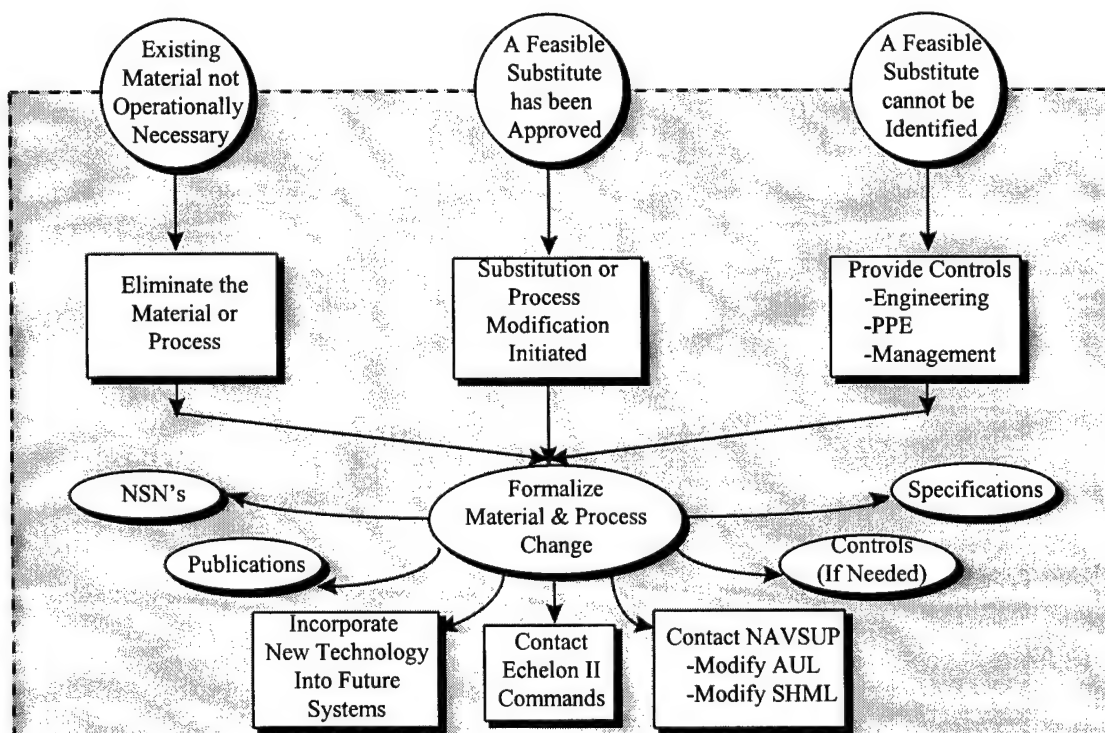 Existing
Material not
Operationally
Necessary
A Feasible
Substitute
has been
Approved
A Feasible
Substitute
cannot be
Identified
Eliminate the
Material or
Process
Substitution or
Process
Modification
Initiated
Provide Controls
-Engineering
-PPE
-Management
NSN's
Formalize
Material & Process
Change
Specifications
Publications
Controls
(If Needed)
Incorporate
New Technology
Into Future
Systems
Contact
Echelon II
Commands
Contact NAVSUP
-Modify AUL
-Modify SHML